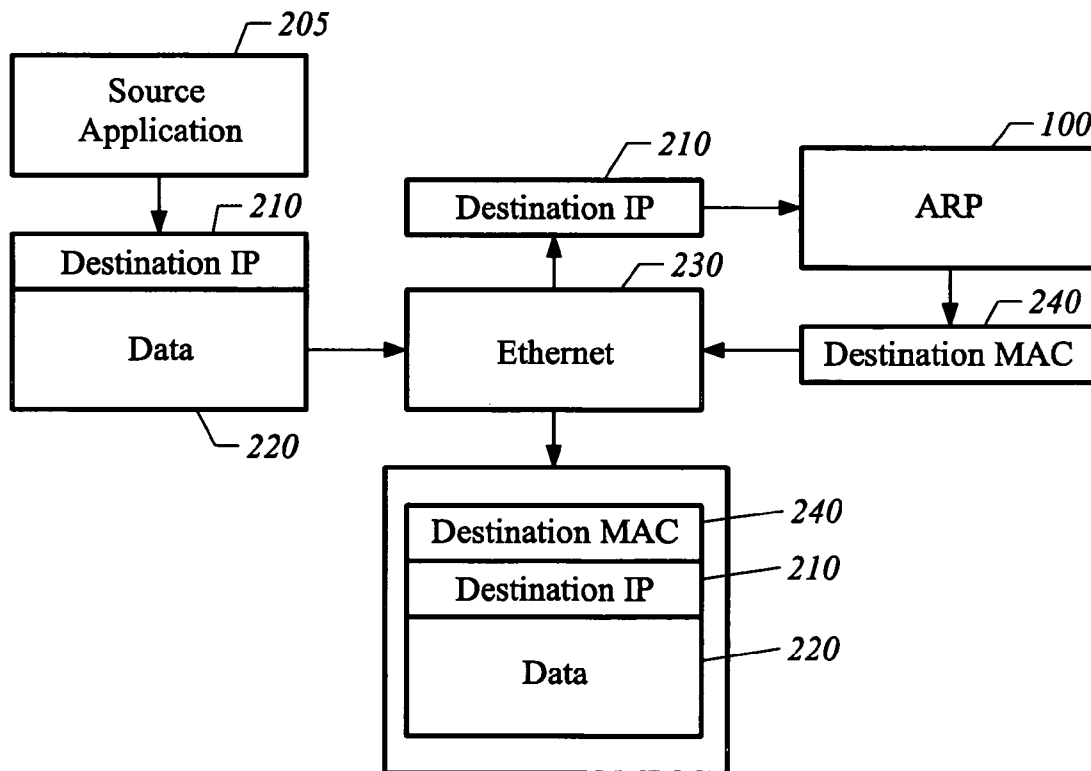 205
Source
Application
210
Destination IP
Data
220
210
Destination IP
100
ARP
230
Ethernet
240
Destination MAC
Destination MAC
240
Destination IP
210
Data
220